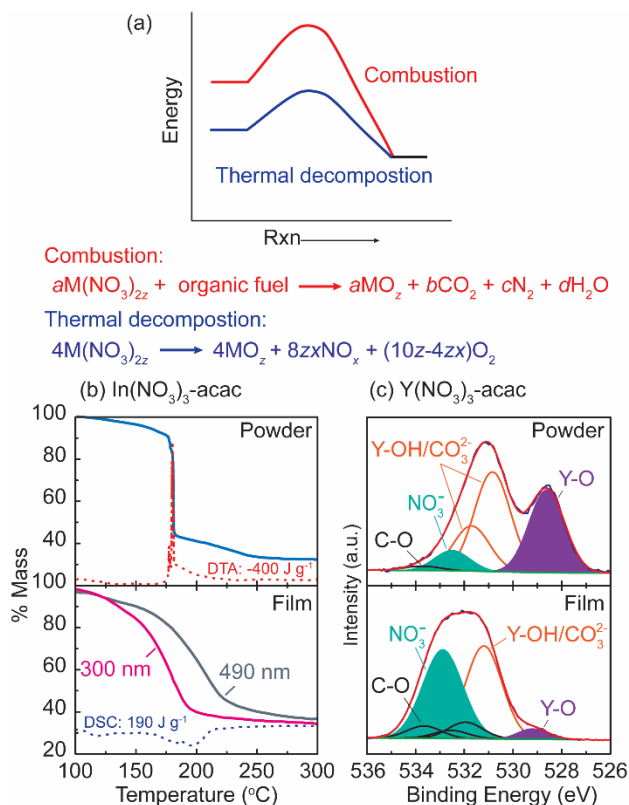 (a)
Energy
Combustion
Thermal decompostion
Rxn
Combustion:
aM(NO₃)₂z + organic fuel ⟶ aMOz + bCO₂ + cN₂ + dH₂O
Thermal decompostion:
4M(NO₃)₂z ⟶ 4MOz + 8zxNOₓ + (10z-4zx)O₂
(b) In(NO₃)₃-acac
(c) Y(NO₃)₃-acac
100
Powder
80
60
40
DTA: -400 J g⁻¹
% Mass
100
Film
80
60
40
20
300 nm
490 nm
DSC: 190 J g⁻¹
100 150 200 250 300
Temperature (°C)
Powder
Y-OH/CO₃²⁻
Y-O
NO₃⁻
C-O
Intensity (a.u.)
Film
NO₃⁻
Y-OH/CO₃²⁻
C-O
Y-O
536 534 532 530 528 526
Binding Energy (eV)